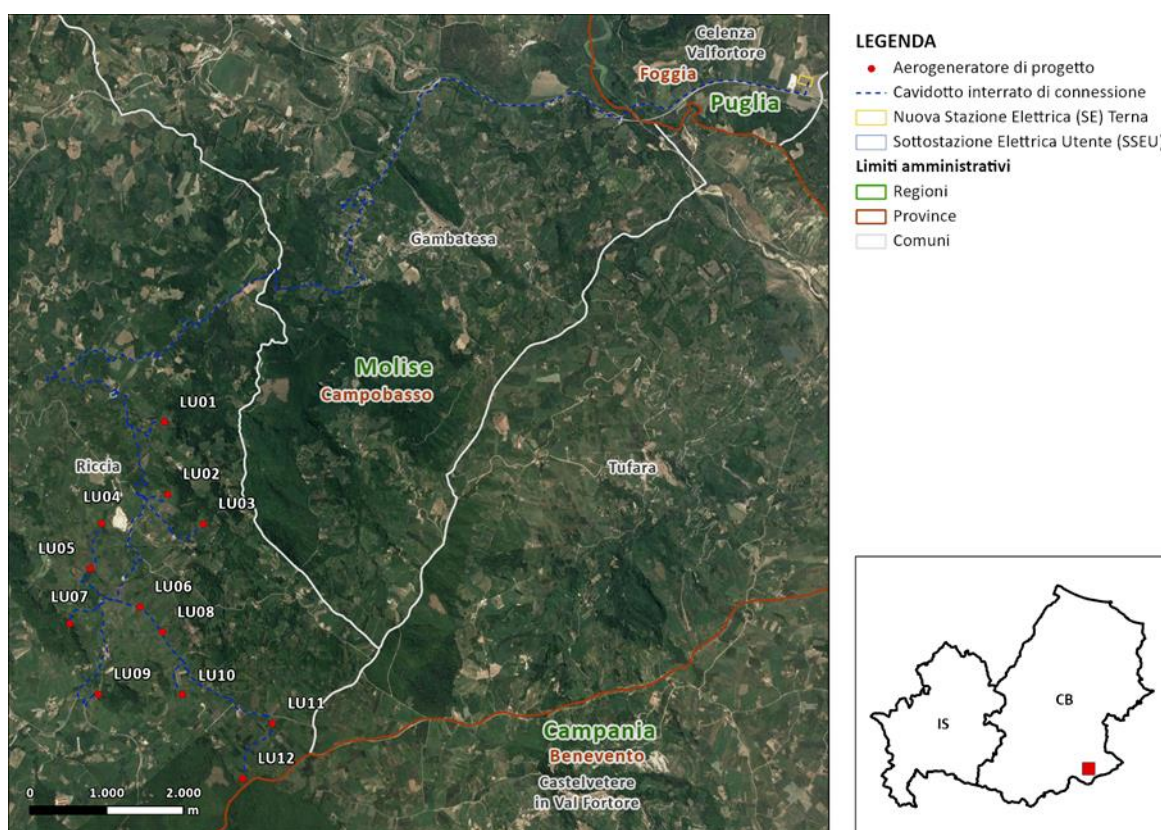 Celenza
Valfortore
Foggia
Puglia
Gambatesa
Molise
Campobasso
LU01
Riccia
LU02
LU04
LU03
Tufara
LU05
LU06
LU07
LU08
LU09
LU10
LU11
Campania
Benevento
LU12
Castelvetere
in Val Fortore
0 1.000 2.000
m
LEGENDA
Aerogeneratore di progetto
Cavidotto interrato di connessione
Nuova Stazione Elettrica (SE) Terna
Sottostazione Elettrica Utente (SSEU)
Limiti amministrativi
Regioni
Province
Comuni
CB
IS